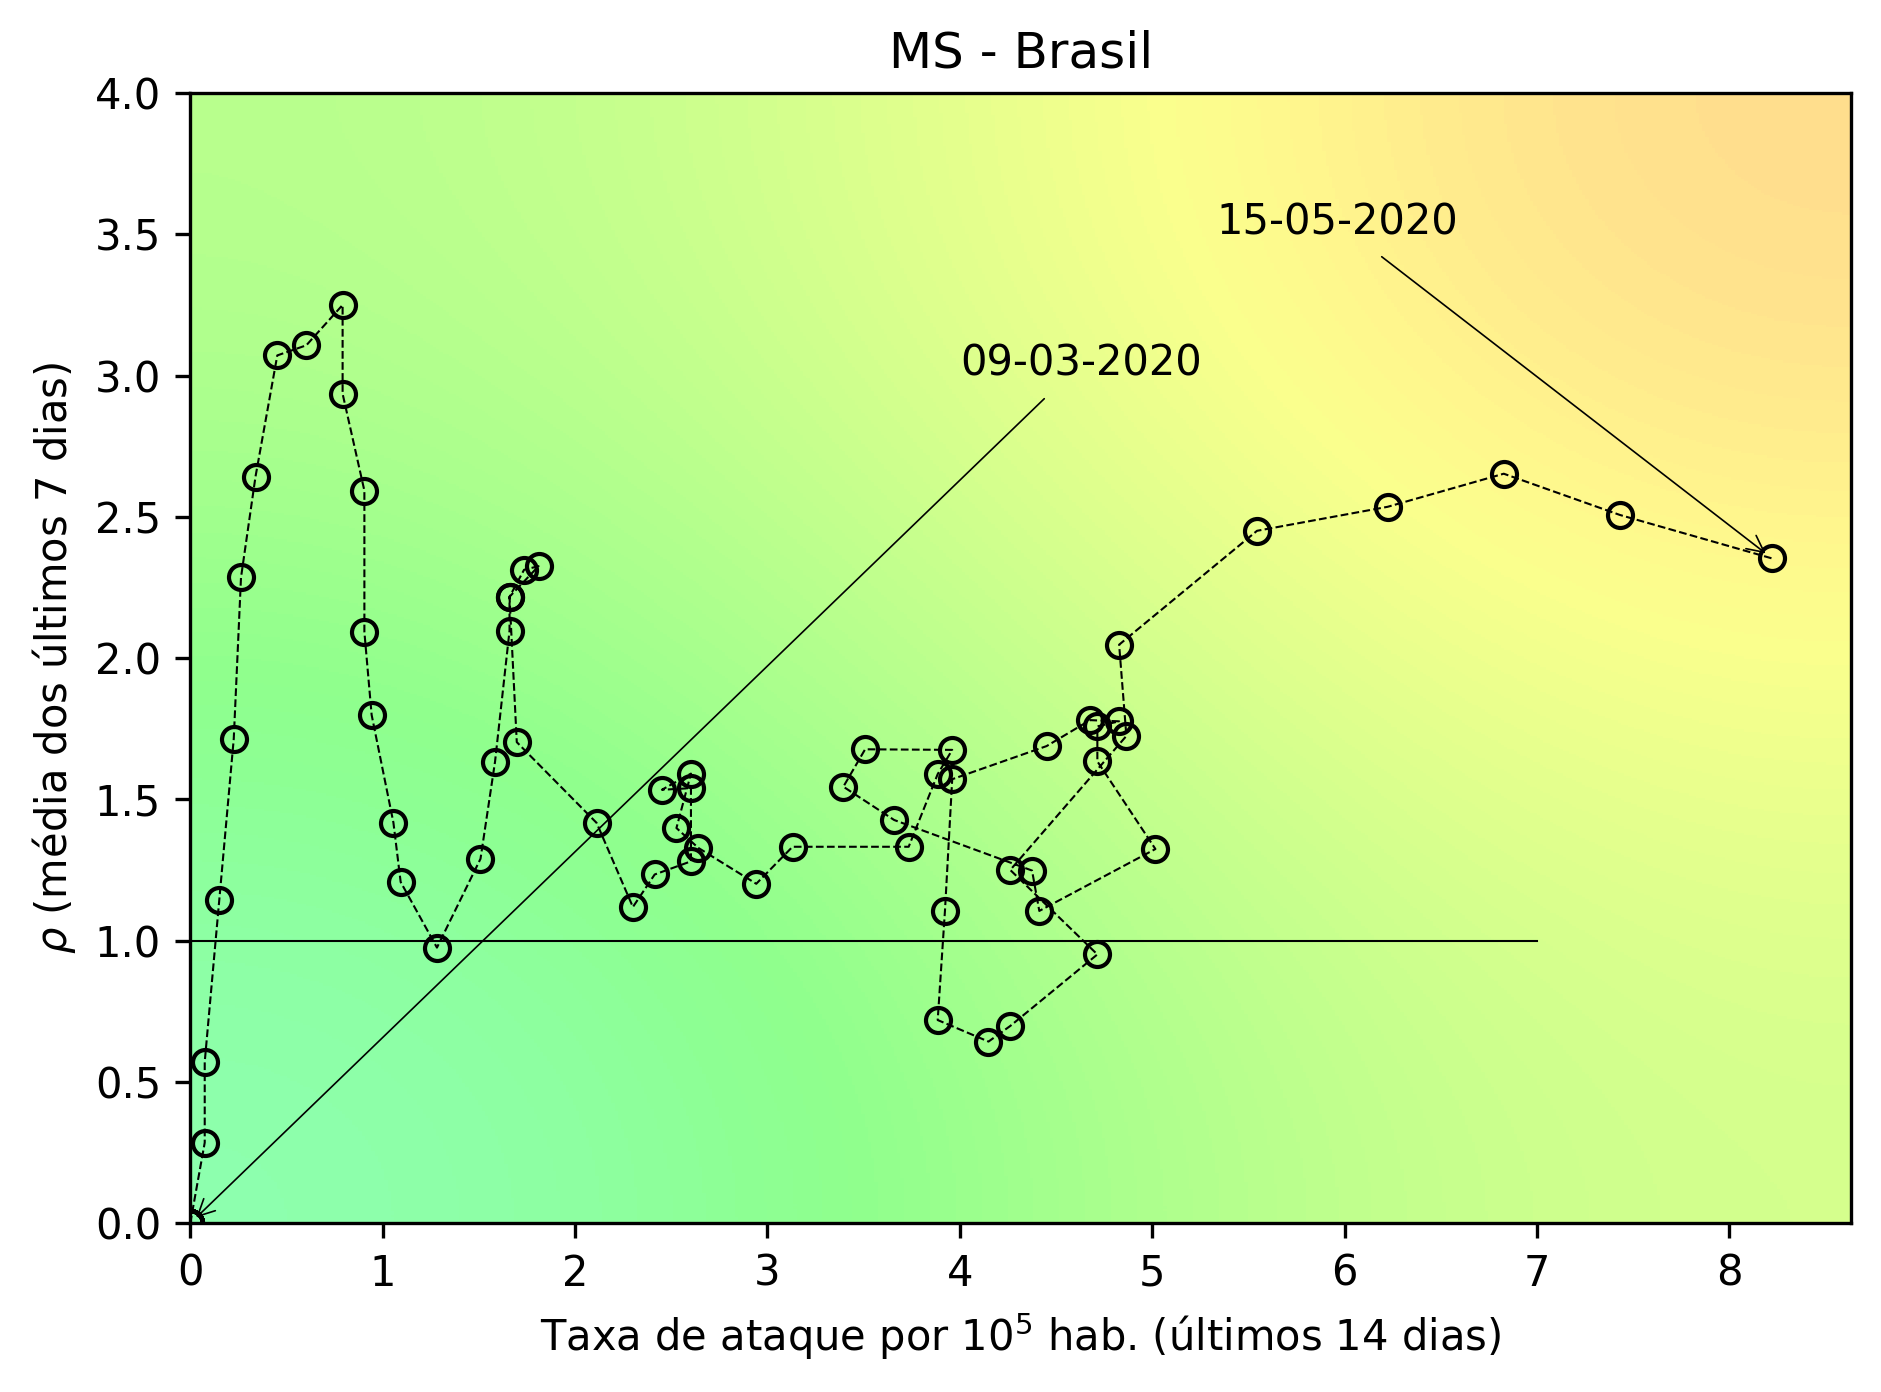 MS - Brasil
4.0
3.5
3.0
2.5
2.0
1.5
1.0
0.5
0.0
ρ (média dos últimos 7 dias)
15-05-2020
09-03-2020
0 1 2 3 4 5 6 7 8
Taxa de ataque por 10⁵ hab. (últimos 14 dias)